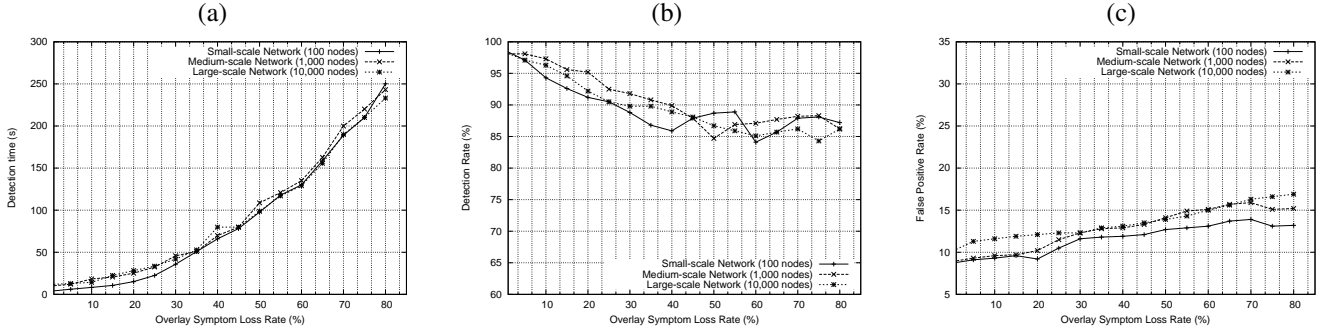 (a)
300
250
200
150
100
50
0
Detection time (s)
10 20 30 40 50 60 70 80
Overlay Symptom Loss Rate (%)
Small-scale Network (100 nodes)
Medium-scale Network (1,000 nodes)
Large-scale Network (10,000 nodes)
(b)
100
95
90
85
80
75
70
65
60
Detection Rate (%)
10 20 30 40 50 60 70 80
Overlay Symptom Loss Rate (%)
Small-scale Network (100 nodes)
Medium-scale Network (1,000 nodes)
Large-scale Network (10,000 nodes)
(c)
35
30
25
20
15
10
5
0
False Positive Rate (%)
10 20 30 40 50 60 70 80
Overlay Symptom Loss Rate (%)
Small-scale Network (100 nodes)
Medium-scale Network (1,000 nodes)
Large-scale Network (10,000 nodes)